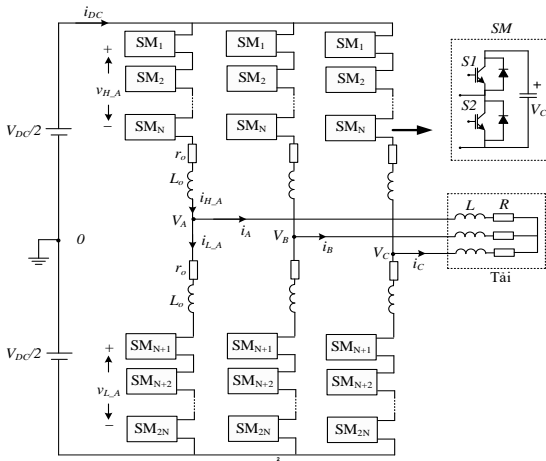 i_DC
SM_1 SM_1 SM_1
SM
+
v_H_A
−
SM_2 SM_2 SM_2
S1
S2
+
V_C
SM_N SM_N SM_N
V_DC/2
r_o
L_o
i_H_A
V_A
i_A
V_B
i_B
V_C
i_C
L R
Tải
0
i_L_A
r_o
L_o
V_DC/2
+
v_L_A
−
SM_N+1 SM_N+1 SM_N+1
SM_N+2 SM_N+2 SM_N+2
SM_2N SM_2N SM_2N